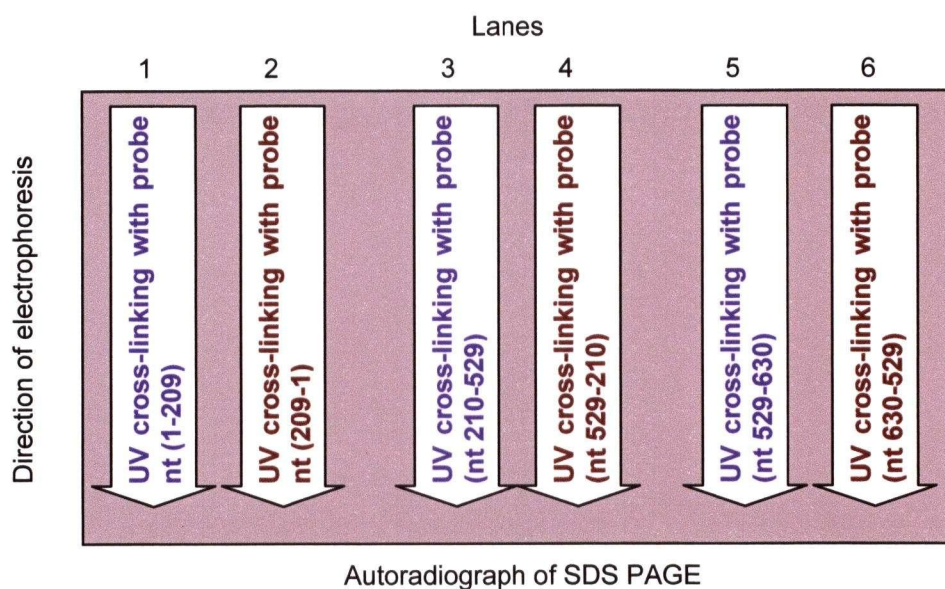 Lanes
1 2 3 4 5 6
Direction of electrophoresis
UV cross-linking with probe
nt (1-209)
UV cross-linking with probe
nt (209-1)
UV cross-linking with probe
(nt 210-529)
UV cross-linking with probe
(nt 529-210)
UV cross-linking with probe
(nt 529-630)
UV cross-linking with probe
(nt 630-529)
Autoradiograph of SDS PAGE